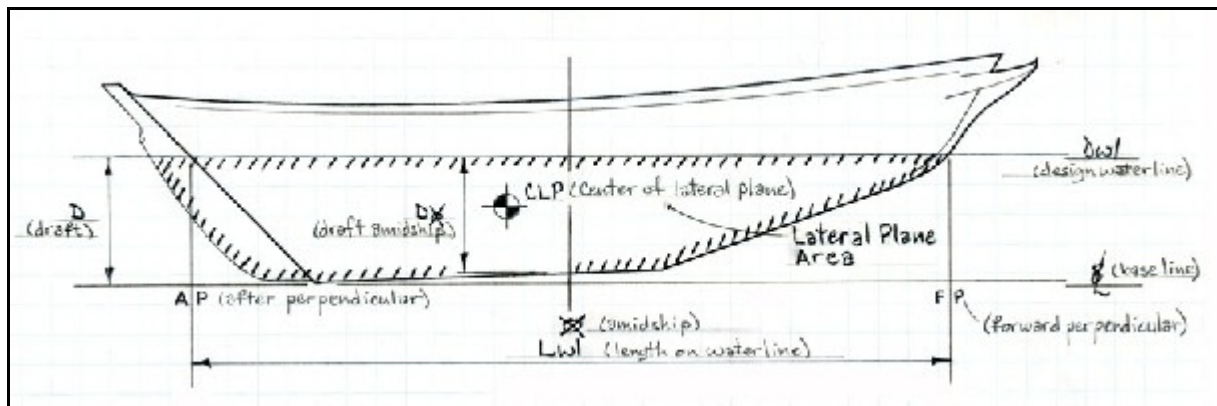 Dwl
(design waterline)
CLP (Center of lateral plane)
D
(draft)
D
(draft amidship)
Lateral Plane
Area
(base line)
AP (after perpendicular)
FP
(forward perpendicular)
(amidship)
Lwl (length on waterline)